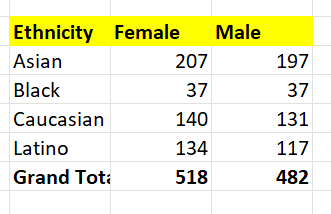 Ethnicity Female Male
Asian 207 197
Black 37 37
Caucasian 140 131
Latino 134 117
Grand Tota 518 482